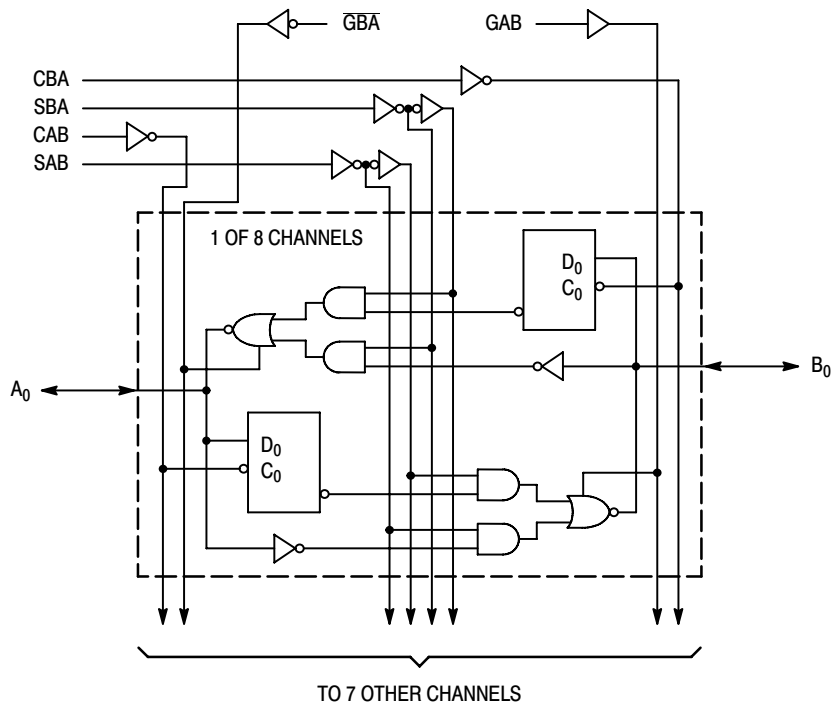 G̅B̅A̅ GAB
CBA
SBA
CAB
SAB
1 OF 8 CHANNELS
D₀
C₀
A₀
B₀
D₀
C₀
TO 7 OTHER CHANNELS